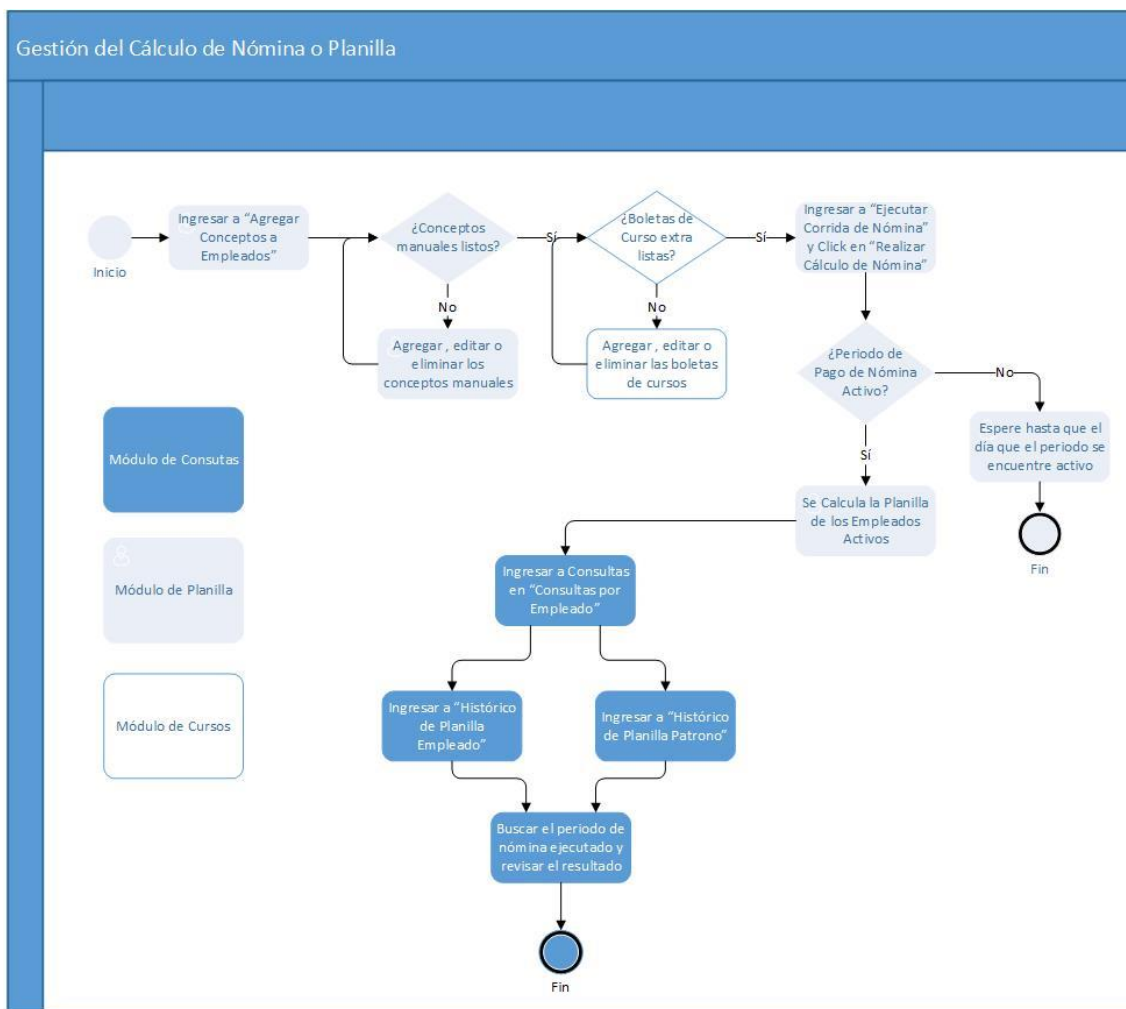 Gestión del Cálculo de Nómina o Planilla
Inicio
Ingresar a “Agregar
Conceptos a
Empleados”
¿Conceptos
manuales listos?
Sí
No
Agregar , editar o
eliminar los
conceptos manuales
¿Boletas de
Curso extra
listas?
Sí
No
Agregar , editar o
eliminar las boletas
de cursos
Ingresar a “Ejecutar
Corrida de Nómina”
y Click en “Realizar
Cálculo de Nómina”
¿Periodo de
Pago de Nómina
Activo?
No
Espere hasta que el
día que el periodo se
encuentre activo
Fin
Sí
Se Calcula la Planilla
de los Empleados
Activos
Ingresar a Consultas
en “Consultas por
Empleado”
Ingresar a “Histórico
de Planilla
Empleado”
Ingresar a “Histórico
de Planilla Patrono”
Buscar el periodo de
nómina ejecutado y
revisar el resultado
Fin
Módulo de Consutas
Módulo de Planilla
Módulo de Cursos